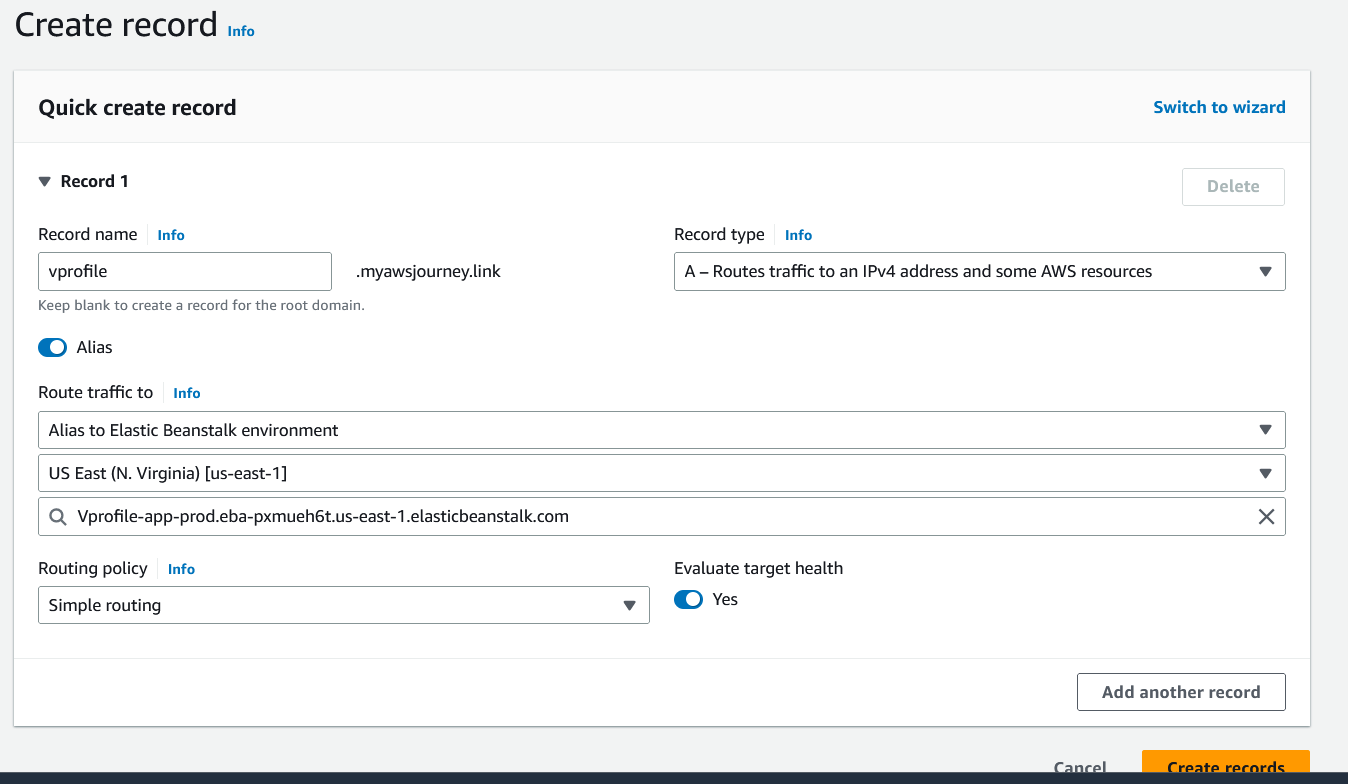 Create record Info
Quick create record
Switch to wizard
Record 1
Delete
Record name Info
Record type Info
vprofile
.myawsjourney.link
A – Routes traffic to an IPv4 address and some AWS resources
Keep blank to create a record for the root domain.
Alias
Route traffic to Info
Alias to Elastic Beanstalk environment
US East (N. Virginia) [us-east-1]
Vprofile-app-prod.eba-pxmueh6t.us-east-1.elasticbeanstalk.com
Routing policy Info
Evaluate target health
Simple routing
Yes
Add another record
Cancel
Create records